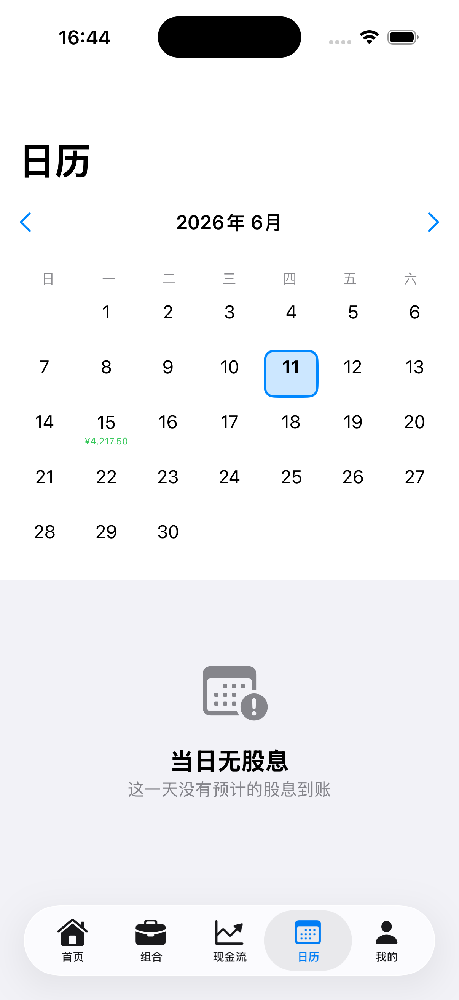 16:44
日历
2026年 6月
日 一 二 三 四 五 六
1 2 3 4 5 6
7 8 9 10 11 12 13
14 15 16 17 18 19 20
¥4,217.50
21 22 23 24 25 26 27
28 29 30
当日无股息
这一天没有预计的股息到账
首页 组合 现金流 日历 我的